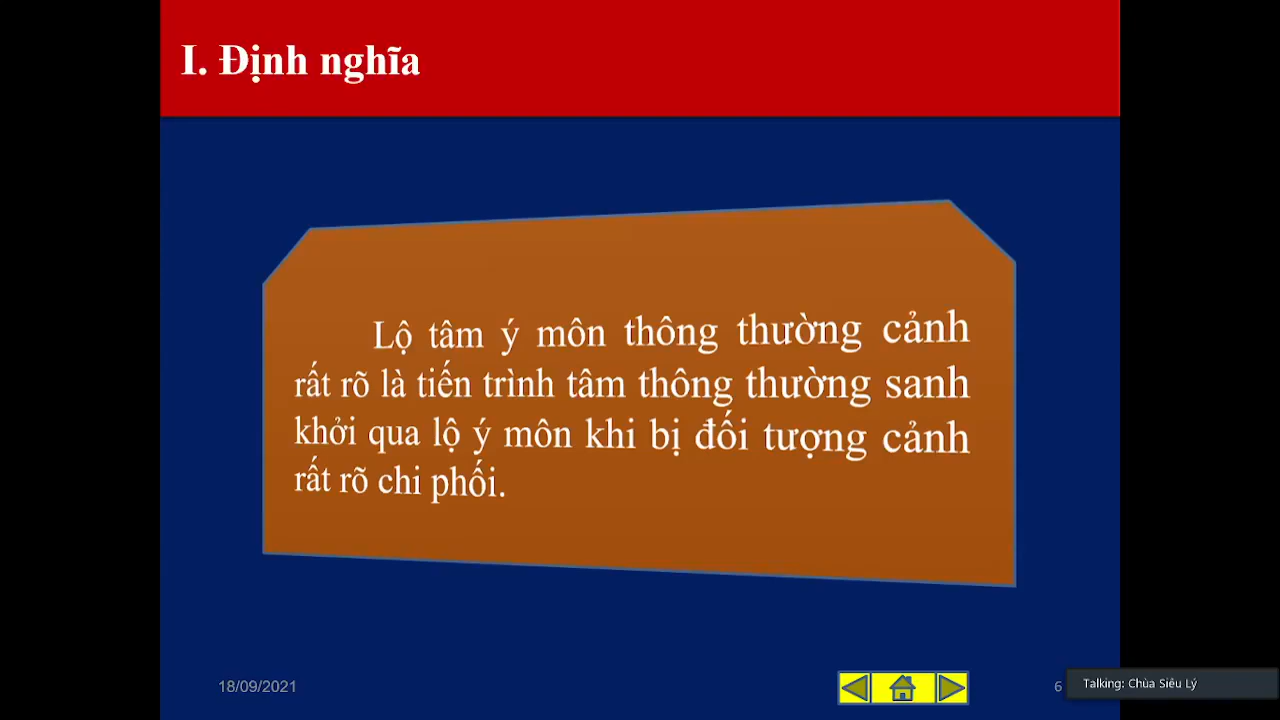 I. Định nghĩa
Lộ tâm ý môn thông thường cảnh
rất rõ là tiến trình tâm thông thường sanh
khởi qua lộ ý môn khi bị đối tượng cảnh
rất rõ chi phối.
18/09/2021
6
Talking: Chùa Siêu Lý